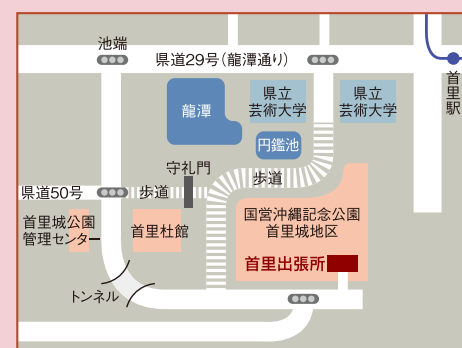 池端
県道29号(龍潭通り)
首里駅
龍潭
県立
芸術大学
県立
芸術大学
円鑑池
守礼門
県道50号
歩道
歩道
首里城公園
管理センター
首里杜館
国営沖縄記念公園
首里城地区
首里出張所
トンネル